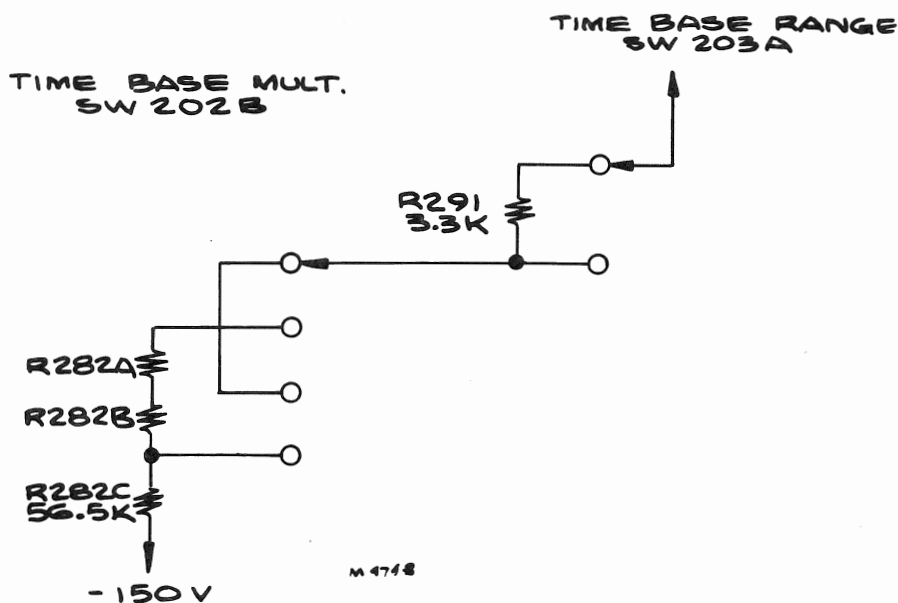 TIME BASE RANGE
SW 203A
TIME BASE MULT.
SW 202B
R291
3.3K
R282A
R282B
R282C
56.5K
-150V
M4748